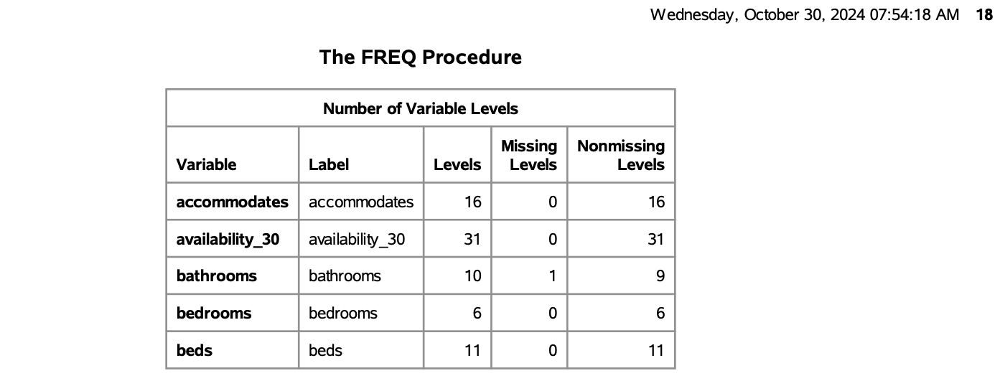 Wednesday, October 30, 2024 07:54:18 AM 18
The FREQ Procedure
Number of Variable Levels
Variable Label Levels Missing Levels Nonmissing Levels
accommodates accommodates 16 0 16
availability_30 availability_30 31 0 31
bathrooms bathrooms 10 1 9
bedrooms bedrooms 6 0 6
beds beds 11 0 11